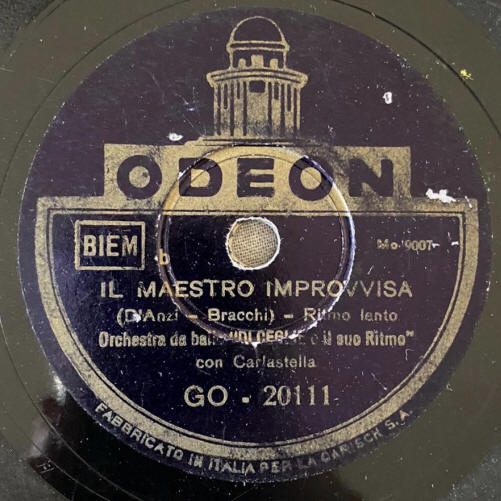 ODEON
BIEM
Mo 9007
b
IL MAESTRO IMPROVVISA
(D'Anzi - Bracchi) - Ritmo lento
Orchestra da ballo e il suo Ritmo"
con Carlastella
GO - 20111
FABBRICATO IN ITALIA PER LA CARISCH S.A.